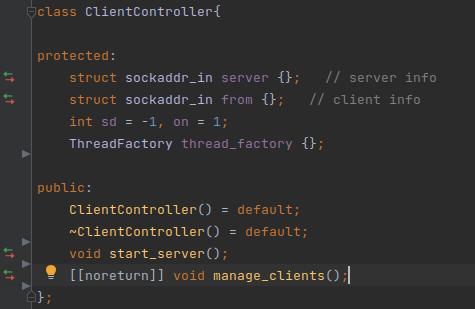 class ClientController{
protected:
struct sockaddr_in server {};   // server info
struct sockaddr_in from {};   // client info
int sd = -1, on = 1;
ThreadFactory thread_factory {};
public:
ClientController() = default;
~ClientController() = default;
void start_server();
[[noreturn]] void manage_clients();
};